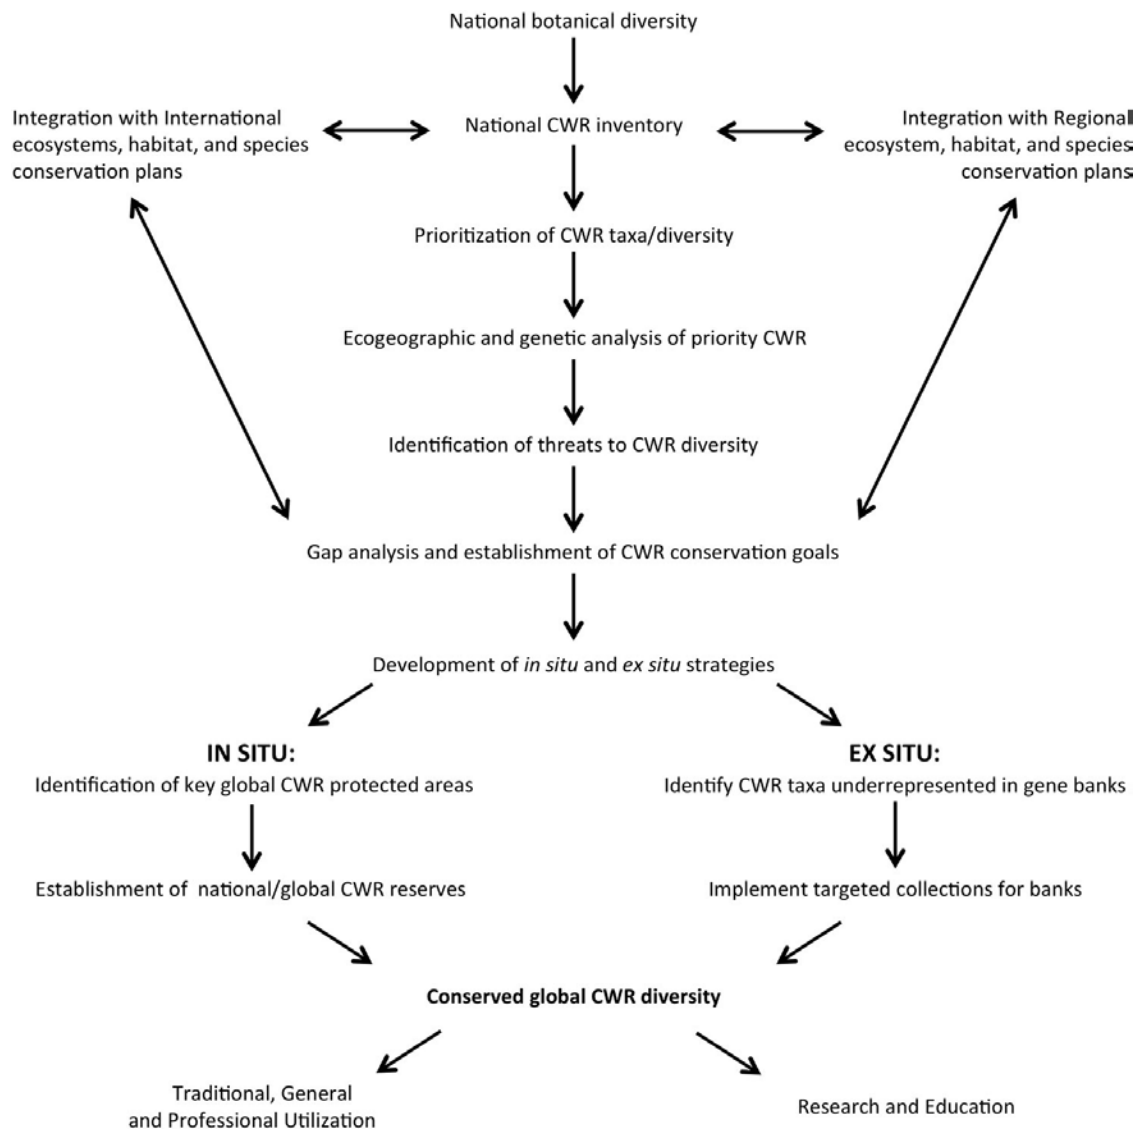 National botanical diversity
Integration with International
ecosystems, habitat, and species
conservation plans
National CWR inventory
Integration with Regional
ecosystem, habitat, and species
conservation plans
Prioritization of CWR taxa/diversity
Ecogeographic and genetic analysis of priority CWR
Identification of threats to CWR diversity
Gap analysis and establishment of CWR conservation goals
Development of in situ and ex situ strategies
IN SITU:
Identification of key global CWR protected areas
EX SITU:
Identify CWR taxa underrepresented in gene banks
Establishment of national/global CWR reserves
Implement targeted collections for banks
Conserved global CWR diversity
Traditional, General
and Professional Utilization
Research and Education